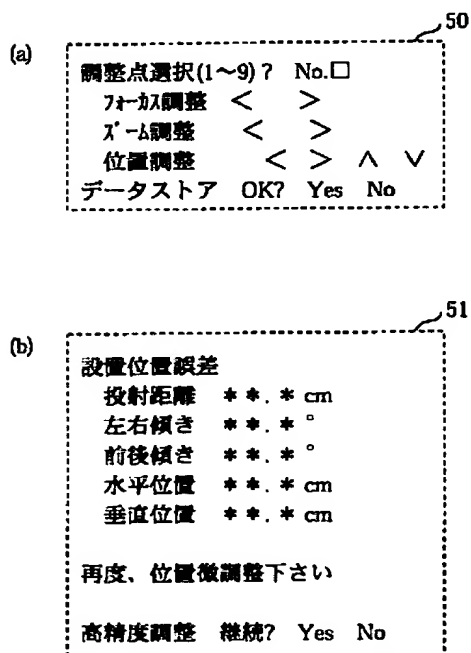 50
(a)
調整点選択(1～9)? No.□
ﾌｫｰｶｽ調整 < >
ｽﾞｰﾑ調整 < >
位置調整 < > ∧ ∨
データストア OK? Yes No
51
(b)
設置位置誤差
投射距離 **.* cm
左右傾き **.* °
前後傾き **.* °
水平位置 **.* cm
垂直位置 **.* cm
再度、位置微調整下さい
高精度調整 継続? Yes No